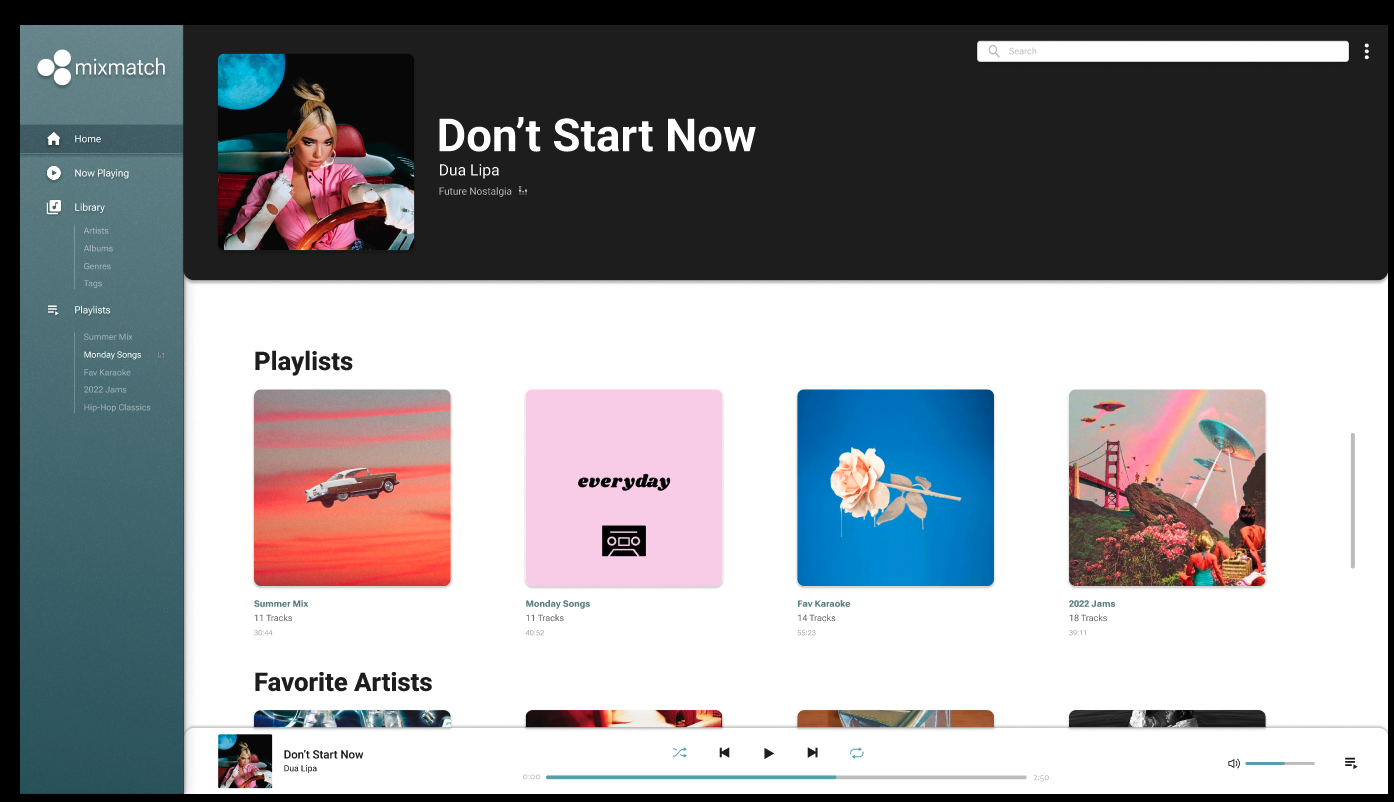 mixmatch
Search
Home
Now Playing
Library
Artists
Albums
Genres
Tags
Playlists
Summer Mix
Monday Songs
Fav Karaoke
2022 Jams
Hip-Hop Classics
Don't Start Now
Dua Lipa
Future Nostalgia
Playlists
Summer Mix
11 Tracks
30:44
everyday
Monday Songs
11 Tracks
40:52
Fav Karaoke
14 Tracks
55:23
2022 Jams
18 Tracks
39:11
Favorite Artists
Don't Start Now
Dua Lipa
0:00
2:50